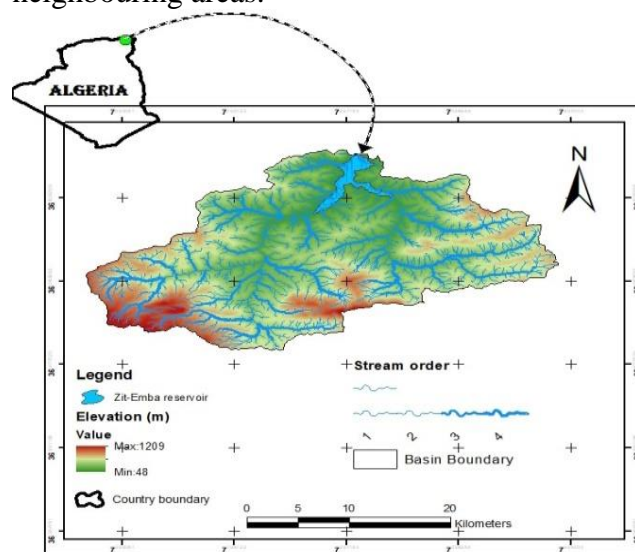 neighbouring areas.
ALGERIA
N
Legend
Zit-Emba reservoir
Elevation (m)
Value
Max:1209
Min:48
Country boundary
Stream order
1 2 3 4
Basin Boundary
0 5 10 20
Kilometers